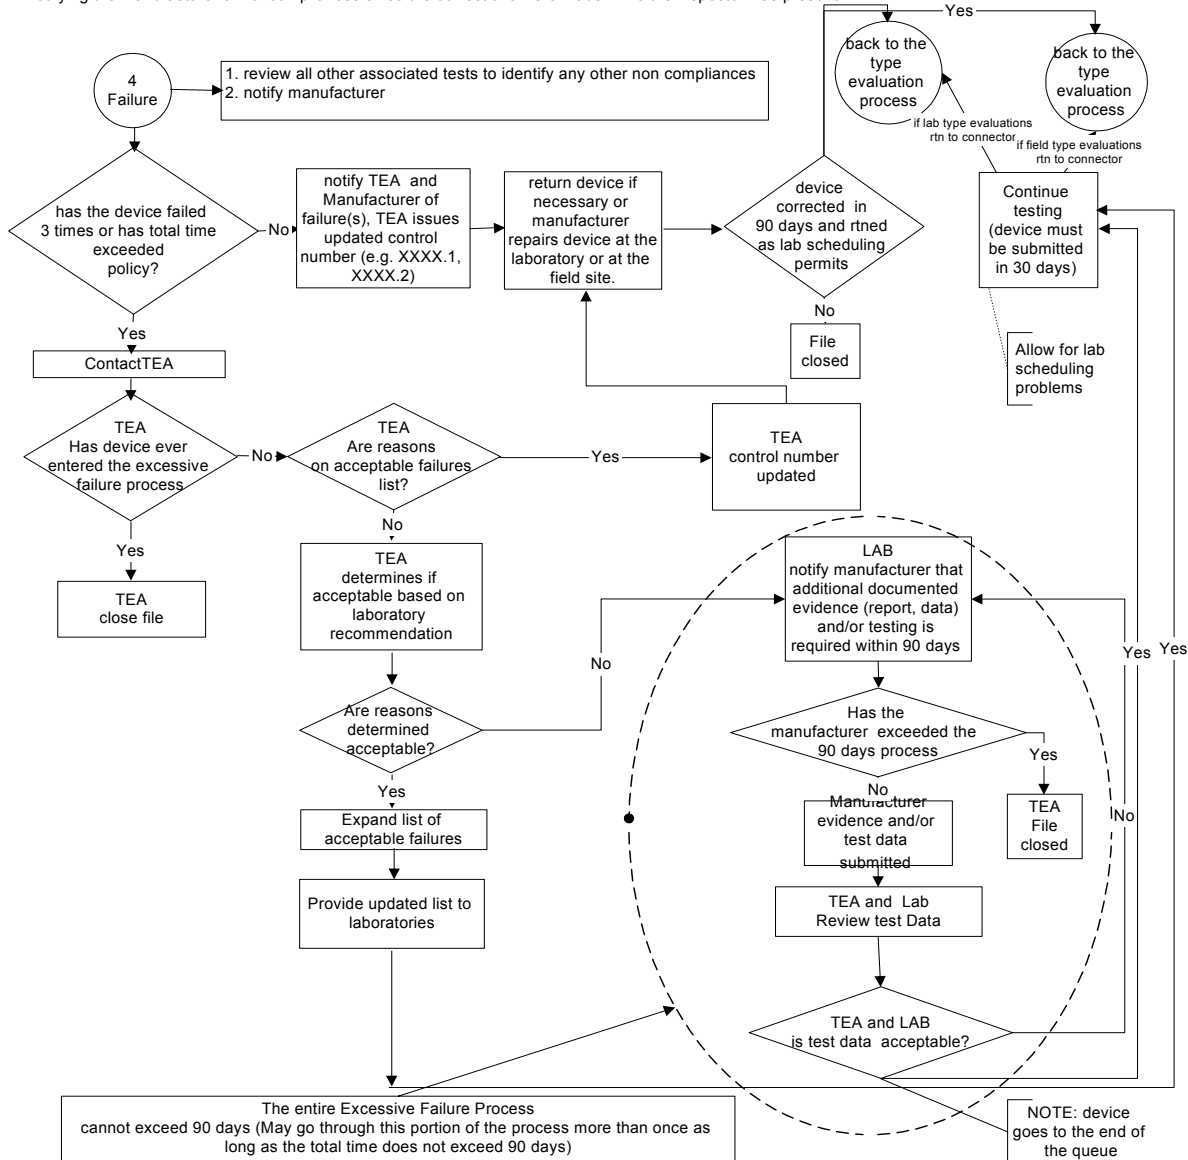 Yes
4
Failure
1. review all other associated tests to identify any other non compliances
2. notify manufacturer
back to the
type
evaluation
process
back to the
type
evaluation
process
if lab type evaluations
rtn to connector
if field type evaluations
rtn to connector
has the device failed
3 times or has total time
exceeded
policy?
No
notify TEA and
Manufacturer of
failure(s), TEA issues
updated control
number (e.g. XXXX.1,
XXXX.2)
return device if
necessary or
manufacturer
repairs device at the
laboratory or at the
field site.
device
corrected in
90 days and rtned
as lab scheduling
permits
Continue
testing
(device must
be submitted
in 30 days)
Yes
No
File
closed
Allow for lab
scheduling
problems
ContactTEA
TEA
Has device ever
entered the excessive
failure process
No
TEA
Are reasons
on acceptable failures
list?
Yes
TEA
control number
updated
No
Yes
TEA
close file
TEA
determines if
acceptable based on
laboratory
recommendation
LAB
notify manufacturer that
additional documented
evidence (report, data)
and/or testing is
required within 90 days
No
Yes
Yes
Are reasons
determined
acceptable?
Has the
manufacturer exceeded the
90 days process
Yes
Yes
No
Expand list of
acceptable failures
Manufacturer
evidence and/or
test data
submitted
TEA
File
closed
No
Provide updated list to
laboratories
TEA and Lab
Review test Data
TEA and LAB
is test data acceptable?
The entire Excessive Failure Process
cannot exceed 90 days (May go through this portion of the process more than once as
long as the total time does not exceed 90 days)
NOTE: device
goes to the end of
the queue